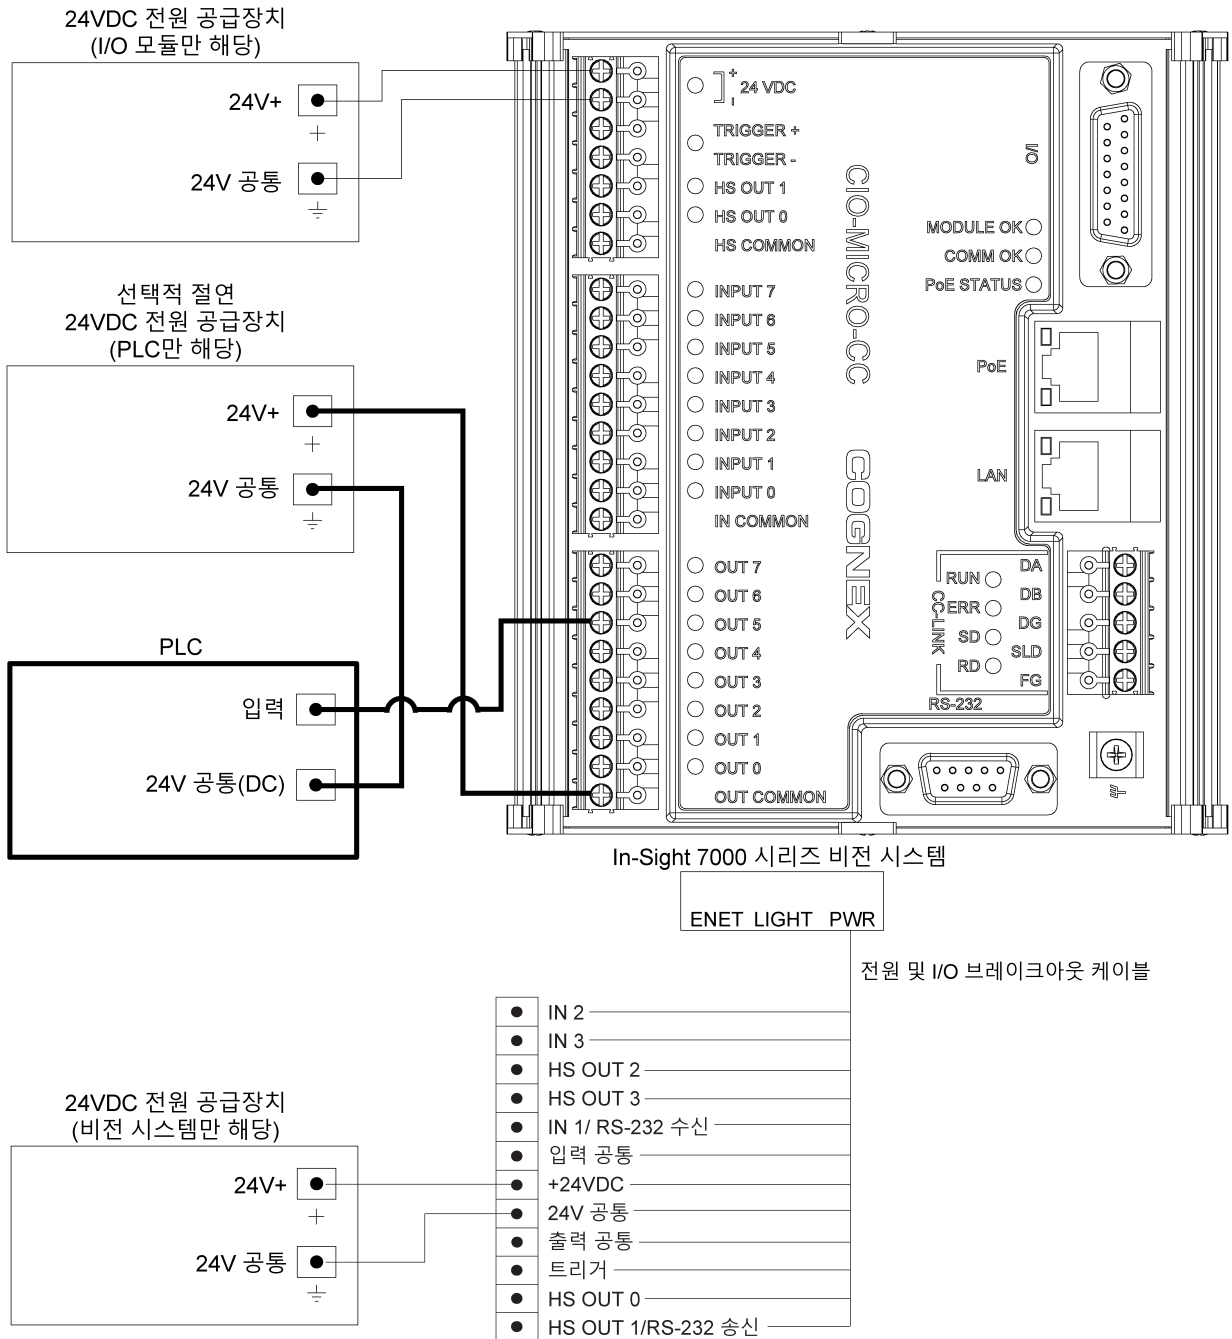 24VDC 전원 공급장치
(I/O 모듈만 해당)
24V+
+
24V 공통
선택적 절연
24VDC 전원 공급장치
(PLC만 해당)
24V+
+
24V 공통
PLC
입력
24V 공통(DC)
+
24 VDC
-
TRIGGER +
TRIGGER -
HS OUT 1
HS OUT 0
HS COMMON
INPUT 7
INPUT 6
INPUT 5
INPUT 4
INPUT 3
INPUT 2
INPUT 1
INPUT 0
IN COMMON
OUT 7
OUT 6
OUT 5
OUT 4
OUT 3
OUT 2
OUT 1
OUT 0
OUT COMMON
CIO-MICRO-CC
COGNEX
I/O
MODULE OK
COMM OK
PoE STATUS
PoE
LAN
CC-LINK
RUN
ERR
SD
RD
DA
DB
DG
SLD
FG
RS-232
In-Sight 7000 시리즈 비전 시스템
ENET LIGHT PWR
전원 및 I/O 브레이크아웃 케이블
IN 2
IN 3
HS OUT 2
HS OUT 3
IN 1/ RS-232 수신
입력 공통
+24VDC
24V 공통
출력 공통
트리거
HS OUT 0
HS OUT 1/RS-232 송신
24VDC 전원 공급장치
(비전 시스템만 해당)
24V+
+
24V 공통